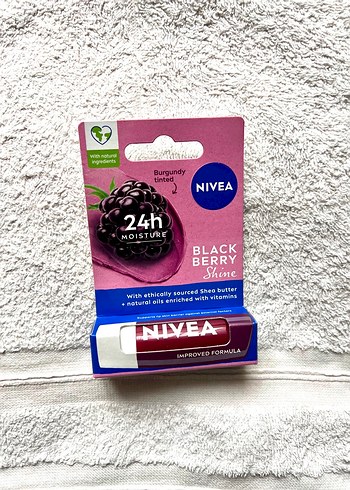 With natural
ingredients
Burgundy
tinted
NIVEA
24h
MOISTURE
BLACK
BERRY
Shine
With ethically sourced Shea butter
+ natural oils enriched with vitamins
NIVEA
IMPROVED FORMULA